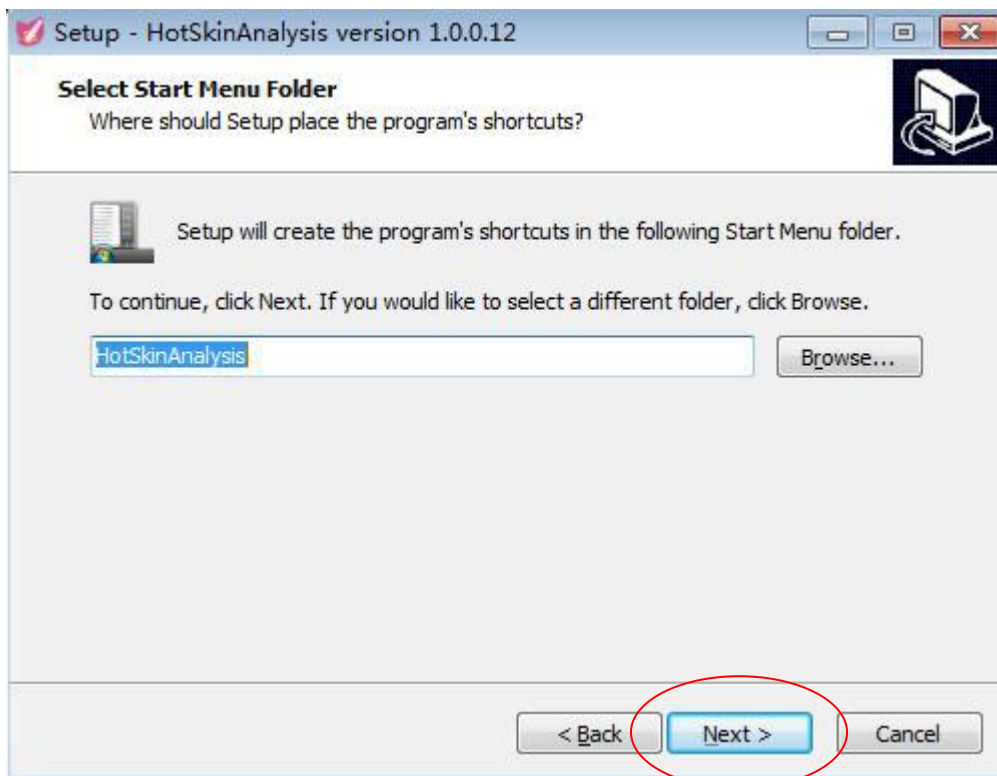 Setup - HotSkinAnalysis version 1.0.0.12
Select Start Menu Folder
Where should Setup place the program's shortcuts?
Setup will create the program's shortcuts in the following Start Menu folder.
To continue, click Next. If you would like to select a different folder, click Browse.
HotSkinAnalysis
Browse...
< Back
Next >
Cancel